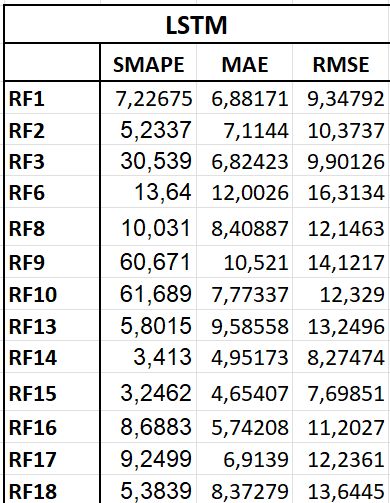 LSTM
SMAPE MAE RMSE
RF1 7,22675 6,88171 9,34792
RF2 5,2337 7,1144 10,3737
RF3 30,539 6,82423 9,90126
RF6 13,64 12,0026 16,3134
RF8 10,031 8,40887 12,1463
RF9 60,671 10,521 14,1217
RF10 61,689 7,77337 12,329
RF13 5,8015 9,58558 13,2496
RF14 3,413 4,95173 8,27474
RF15 3,2462 4,65407 7,69851
RF16 8,6883 5,74208 11,2027
RF17 9,2499 6,9139 12,2361
RF18 5,3839 8,37279 13,6445